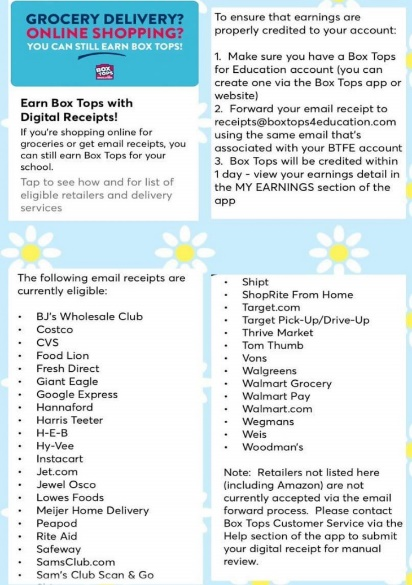 GROCERY DELIVERY?
ONLINE SHOPPING?
YOU CAN STILL EARN BOX TOPS!
BOX
TOPS
Earn Box Tops with
Digital Receipts!
If you're shopping online for
groceries or get email receipts, you
can still earn Box Tops for your
school.
Tap to see how and for list of
eligible retailers and delivery
services
To ensure that earnings are
properly credited to your account:
1. Make sure you have a Box Tops
for Education account (you can
create one via the Box Tops app or
website)
2. Forward your email receipt to
receipts@boxtops4education.com
using the same email that's
associated with your BTFE account
3. Box Tops will be credited within
1 day - view your earnings detail in
the MY EARNINGS section of the
app
The following email receipts are
currently eligible:
• BJ's Wholesale Club
• Costco
• CVS
• Food Lion
• Fresh Direct
• Giant Eagle
• Google Express
• Hannaford
• Harris Teeter
• H-E-B
• Hy-Vee
• Instacart
• Jet.com
• Jewel Osco
• Lowes Foods
• Meijer Home Delivery
• Peapod
• Rite Aid
• Safeway
• SamsClub.com
• Sam's Club Scan & Go
• Shipt
• ShopRite From Home
• Target.com
• Target Pick-Up/Drive-Up
• Thrive Market
• Tom Thumb
• Vons
• Walgreens
• Walmart Grocery
• Walmart Pay
• Walmart.com
• Wegmans
• Weis
• Woodman's
Note: Retailers not listed here
(including Amazon) are not
currently accepted via the email
forward process. Please contact
Box Tops Customer Service via the
Help section of the app to submit
your digital receipt for manual
review.